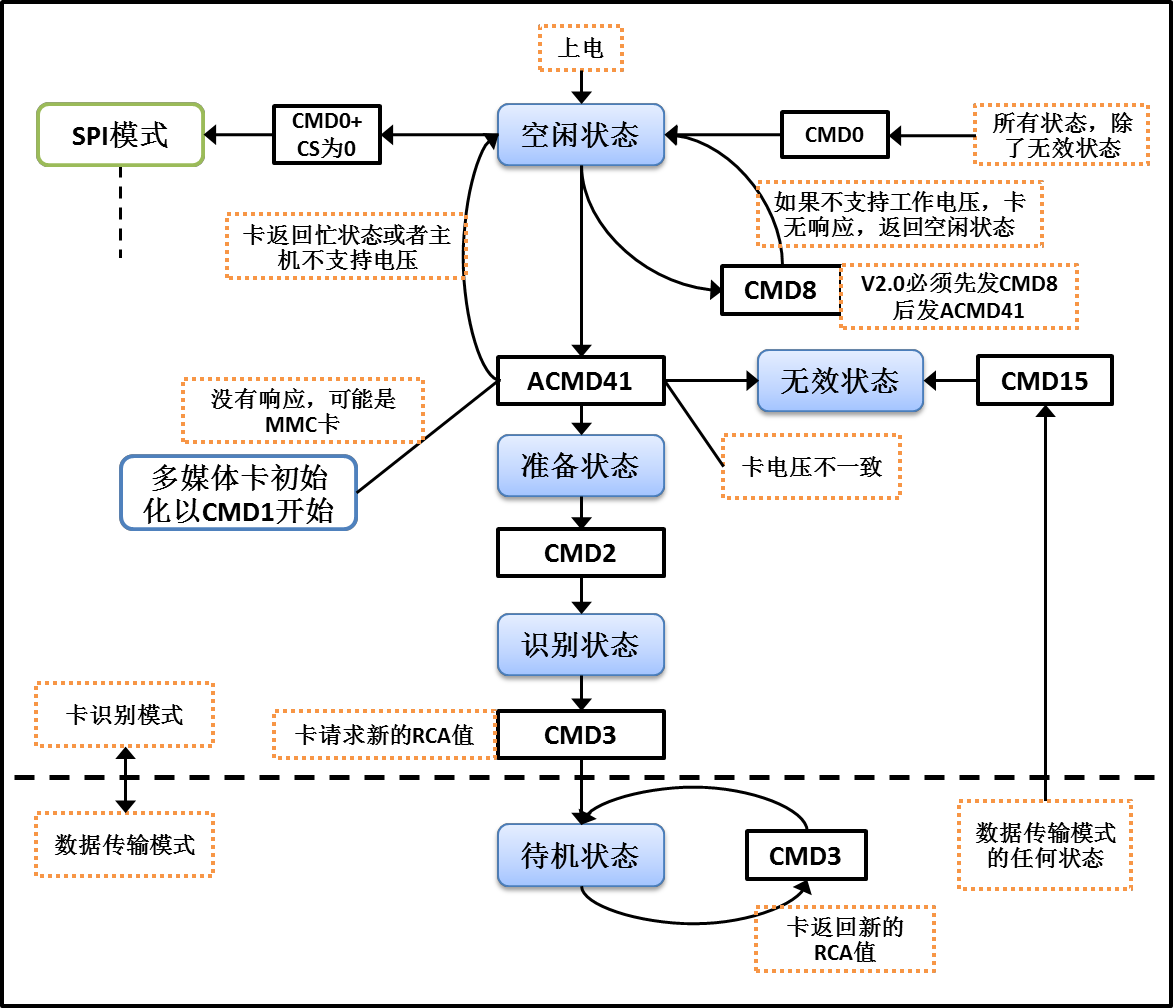 上电
SPI模式
CMD0+
CS为0
空闲状态
CMD0
所有状态，除
了无效状态
卡返回忙状态或者主
机不支持电压
如果不支持工作电压，卡
无响应，返回空闲状态
CMD8
V2.0必须先发CMD8
后发ACMD41
ACMD41
无效状态
CMD15
没有响应，可能是
MMC卡
多媒体卡初始
化以CMD1开始
准备状态
卡电压不一致
CMD2
识别状态
卡识别模式
卡请求新的RCA值
CMD3
数据传输模式
待机状态
CMD3
数据传输模式
的任何状态
卡返回新的
RCA值